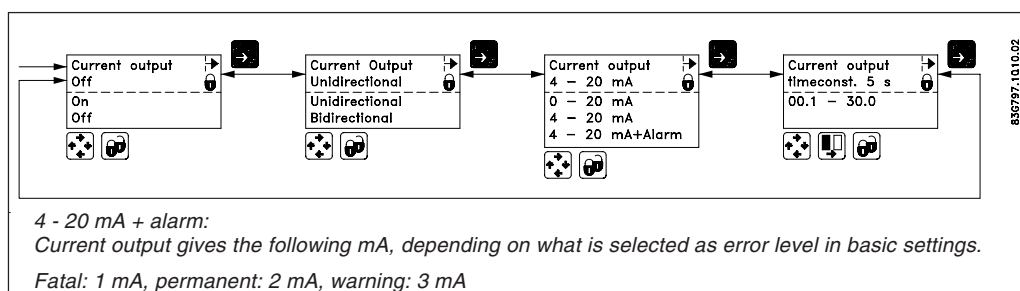 Current output
Off
On
Off
Current Output
Unidirectional
Unidirectional
Bidirectional
Current output
4 - 20 mA
0 - 20 mA
4 - 20 mA
4 - 20 mA+Alarm
Current output
timeconst. 5 s
00.1 - 30.0
83G797.10.10.02
4 - 20 mA + alarm:
Current output gives the following mA, depending on what is selected as error level in basic settings.
Fatal: 1 mA, permanent: 2 mA, warning: 3 mA